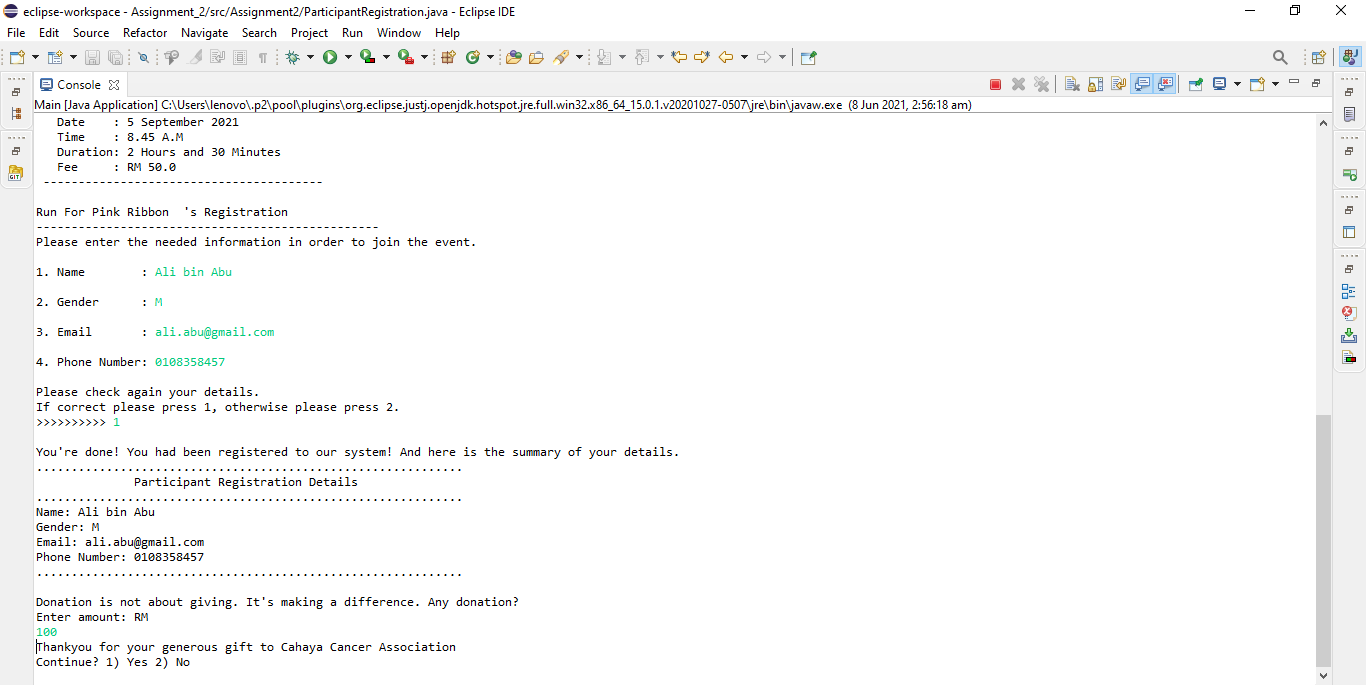 eclipse-workspace - Assignment_2/src/Assignment2/ParticipantRegistration.java - Eclipse IDE
File Edit Source Refactor Navigate Search Project Run Window Help
Console
Main [Java Application] C:\Users\lenovo\.p2\pool\plugins\org.eclipse.justj.openjdk.hotspot.jre.full.win32.x86_64_15.0.1.v20201027-0507\jre\bin\javaw.exe (8 Jun 2021, 2:56:18 am)
Date    : 5 September 2021
Time    : 8.45 A.M
Duration: 2 Hours and 30 Minutes
Fee     : RM 50.0
----------------------------------------
Run For Pink Ribbon  's Registration
-------------------------------------------------
Please enter the needed information in order to join the event.
1. Name        : Ali bin Abu
2. Gender      : M
3. Email       : ali.abu@gmail.com
4. Phone Number: 0108358457
Please check again your details.
If correct please press 1, otherwise please press 2.
>>>>>>>>>> 1
You're done! You had been registered to our system! And here is the summary of your details.
.............................................................
Participant Registration Details
.............................................................
Name: Ali bin Abu
Gender: M
Email: ali.abu@gmail.com
Phone Number: 0108358457
.............................................................
Donation is not about giving. It's making a difference. Any donation?
Enter amount: RM
100
Thankyou for your generous gift to Cahaya Cancer Association
Continue? 1) Yes 2) No
GIT